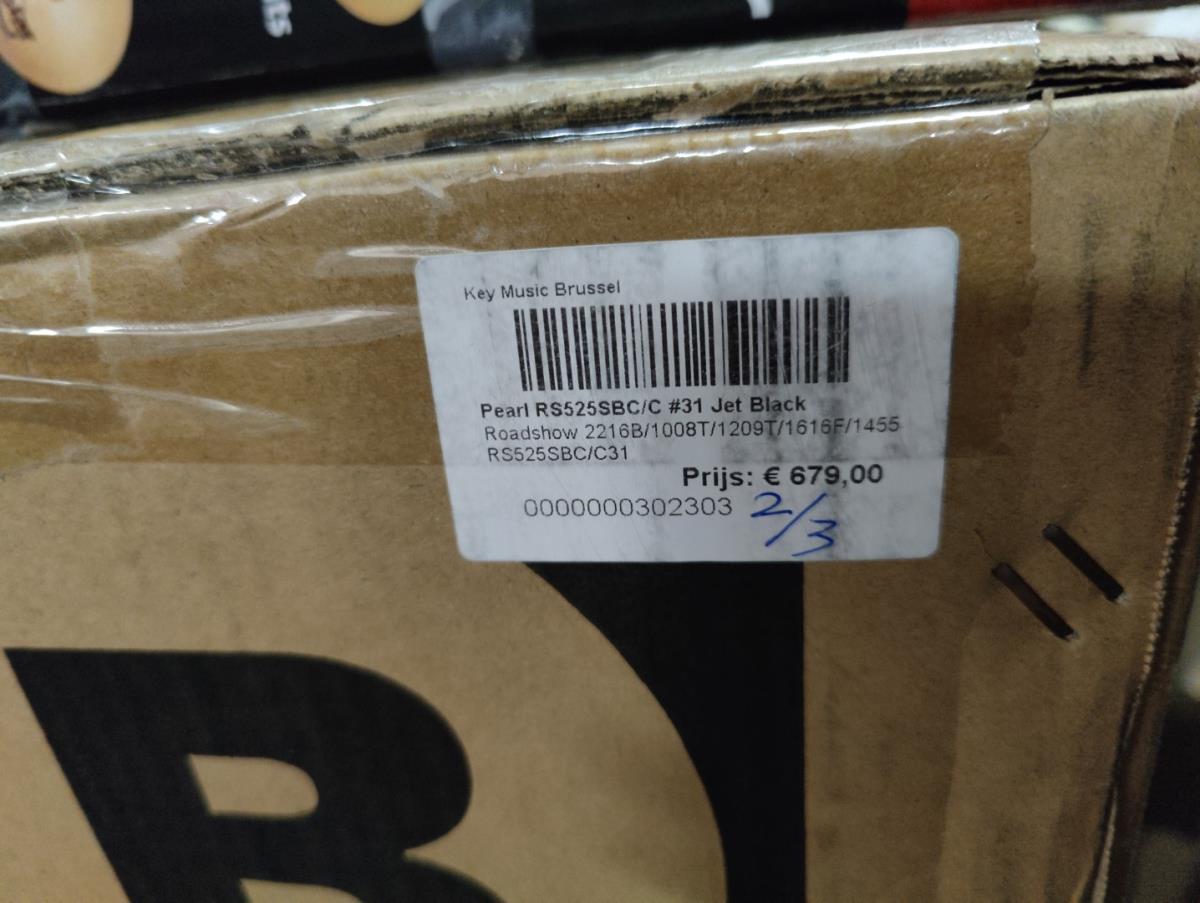 ts
Key Music Brussel
Pearl RS525SBC/C #31 Jet Black
Roadshow 2216B/1008T/1209T/1616F/1455
RS525SBC/C31
Prijs: € 679,00
0000000302303 2/3
R